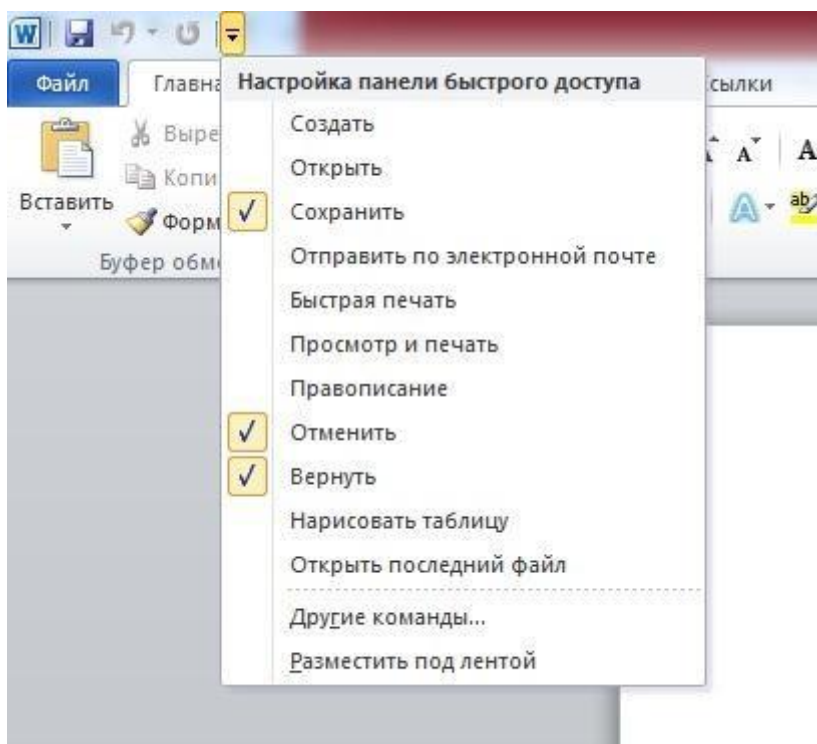 W
Файл Главна
Настройка панели быстрого доступа
сылки
Создать
Выре
Открыть
Копи
Вставить
Сохранить
Форм
Отправить по электронной почте
Буфер обм
Быстрая печать
Просмотр и печать
Правописание
Отменить
Вернуть
Нарисовать таблицу
Открыть последний файл
Другие команды...
Разместить под лентой